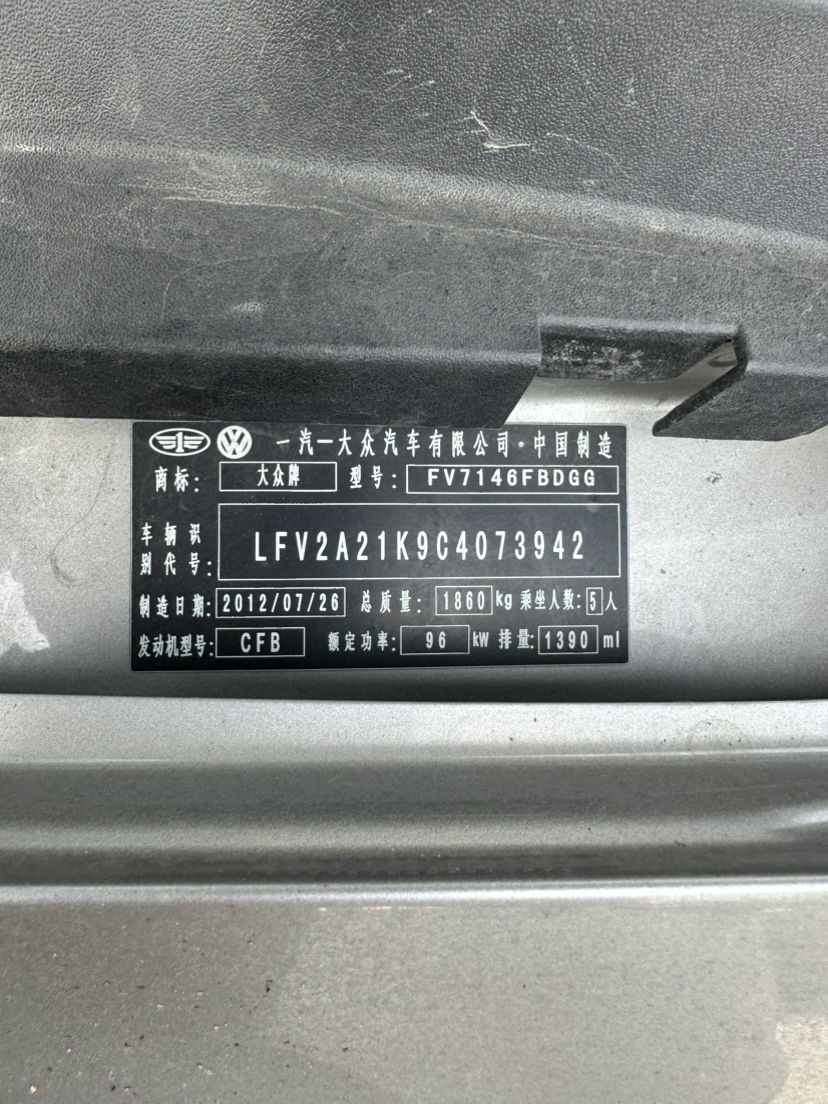 一汽一大众汽车有限公司·中国制造
商标: 大众牌 型号: FV7146FBDGG
车辆识
别代号: LFV2A21K9C4073942
制造日期: 2012/07/26 总质量: 1860 kg 乘坐人数: 5 人
发动机型号: CFB 额定功率: 96 kW 排量: 1390 ml